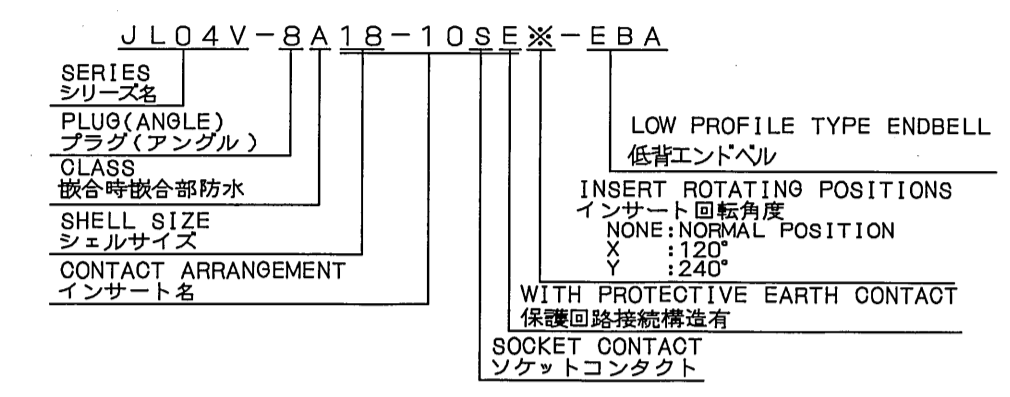 JL04V-8A18-10SE※-EBA
SERIES
シリーズ名
PLUG(ANGLE)
プラグ(アングル)
CLASS
嵌合時嵌合部防水
SHELL SIZE
シェルサイズ
CONTACT ARRANGEMENT
インサート名
LOW PROFILE TYPE ENDBELL
低背エンドベル
INSERT ROTATING POSITIONS
インサート回転角度
NONE:NORMAL POSITION
X :120°
Y :240°
WITH PROTECTIVE EARTH CONTACT
保護回路接続構造有
SOCKET CONTACT
ソケットコンタクト